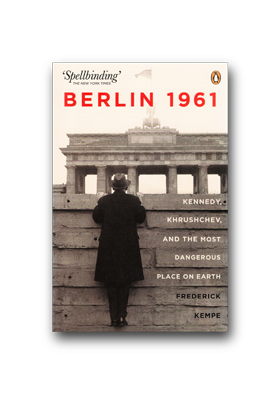 'Spellbinding'
THE NEW YORK TIMES
BERLIN 1961
KENNEDY,
KHRUSHCHEV,
AND THE MOST
DANGEROUS
PLACE ON EARTH
FREDERICK
KEMPE